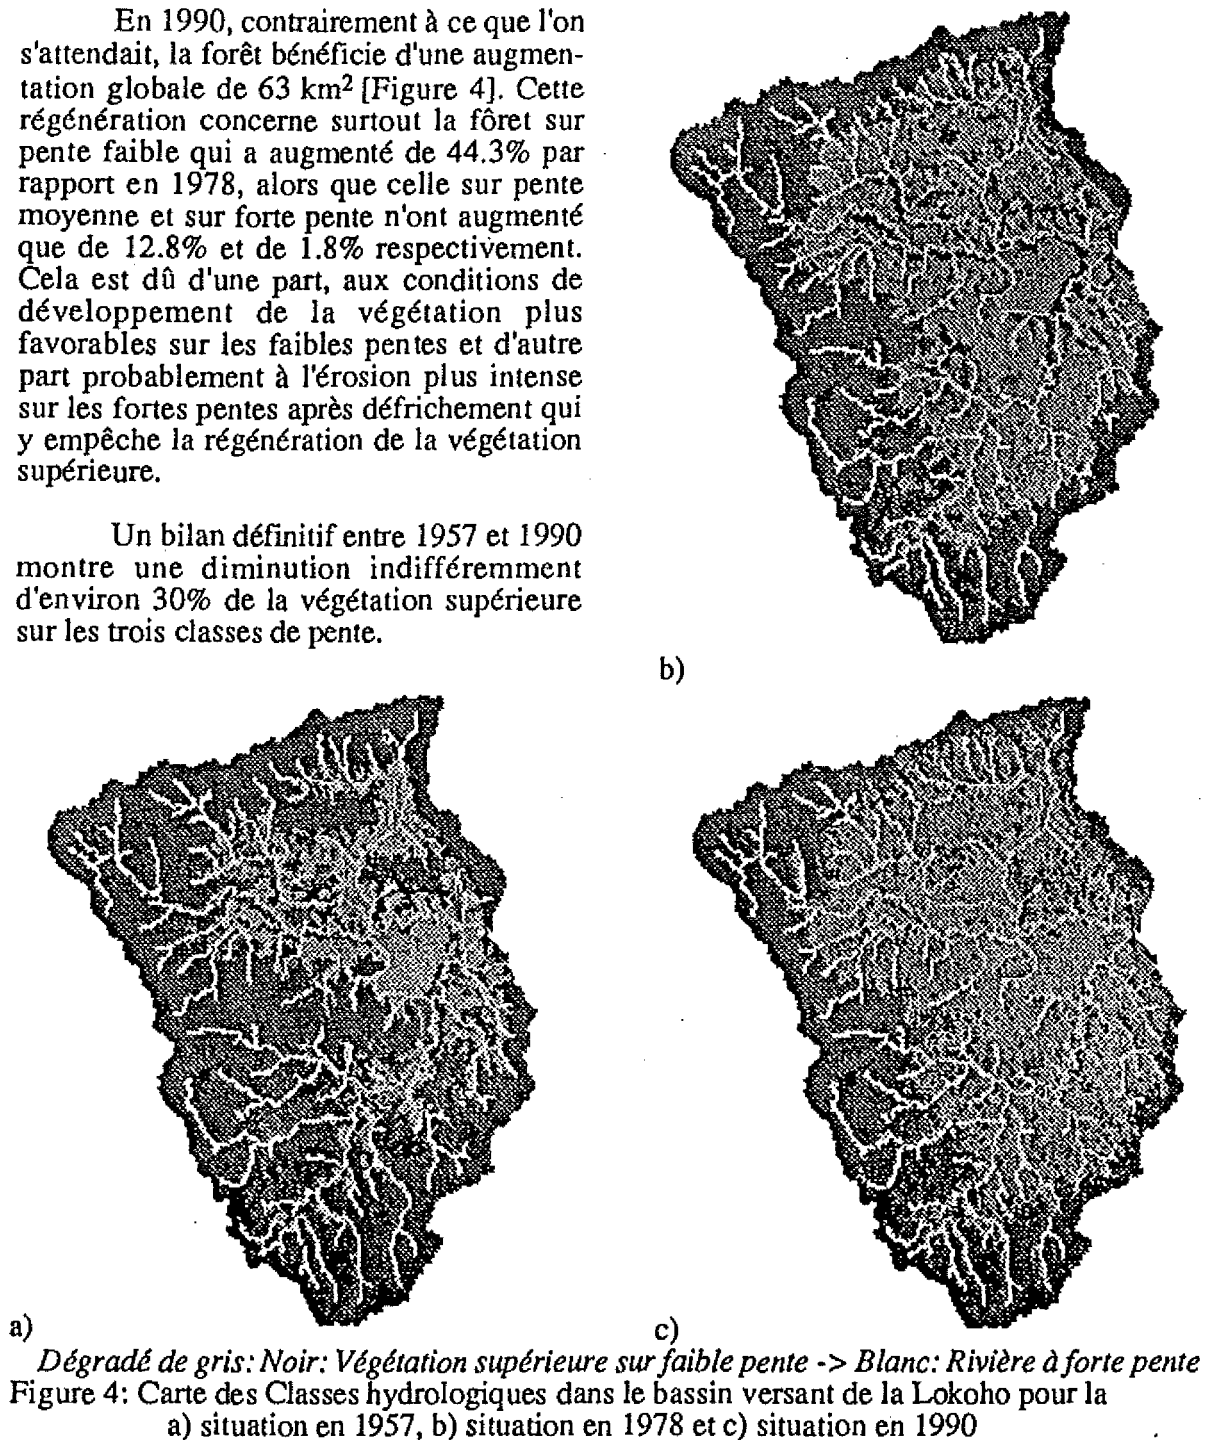 En 1990, contrairement à ce que l'on
s'attendait, la forêt bénéficie d'une augmen-
tation globale de 63 km² [Figure 4]. Cette
régénération concerne surtout la fôret sur
pente faible qui a augmenté de 44.3% par
rapport en 1978, alors que celle sur pente
moyenne et sur forte pente n'ont augmenté
que de 12.8% et de 1.8% respectivement.
Cela est dû d'une part, aux conditions de
développement de la végétation plus
favorables sur les faibles pentes et d'autre
part probablement à l'érosion plus intense
sur les fortes pentes après défrichement qui
y empêche la régénération de la végétation
supérieure.
Un bilan définitif entre 1957 et 1990
montre une diminution indifféremment
d'environ 30% de la végétation supérieure
sur les trois classes de pente.
b)
a)
c)
Dégradé de gris: Noir: Végétation supérieure sur faible pente -> Blanc: Rivière à forte pente
Figure 4: Carte des Classes hydrologiques dans le bassin versant de la Lokoho pour la
a) situation en 1957, b) situation en 1978 et c) situation en 1990